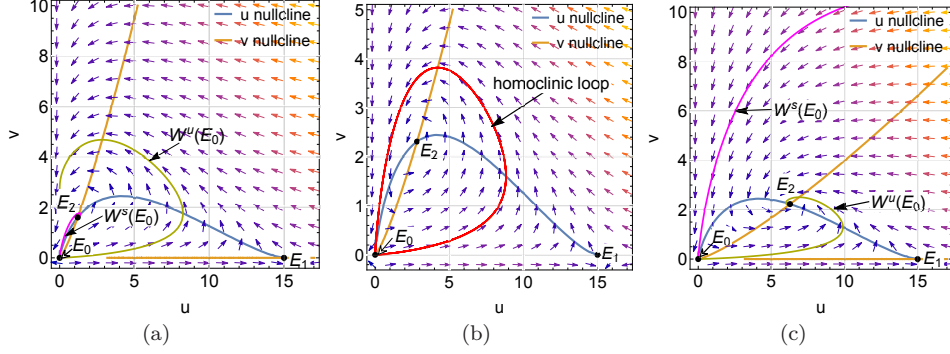 u nullcline
v nullcline
10
8
6
4
2
0
v
W^u(E_0)
E_2
W^s(E_0)
E_0
E_1
0
5
10
15
u
(a)
u nullcline
v nullcline
5
4
3
2
1
0
v
homoclinic loop
E_2
E_0
E_1
0
5
10
15
u
(b)
u nullcline
v nullcline
10
8
6
4
2
0
v
W^s(E_0)
E_2
W^u(E_0)
E_0
E_1
0
5
10
15
u
(c)